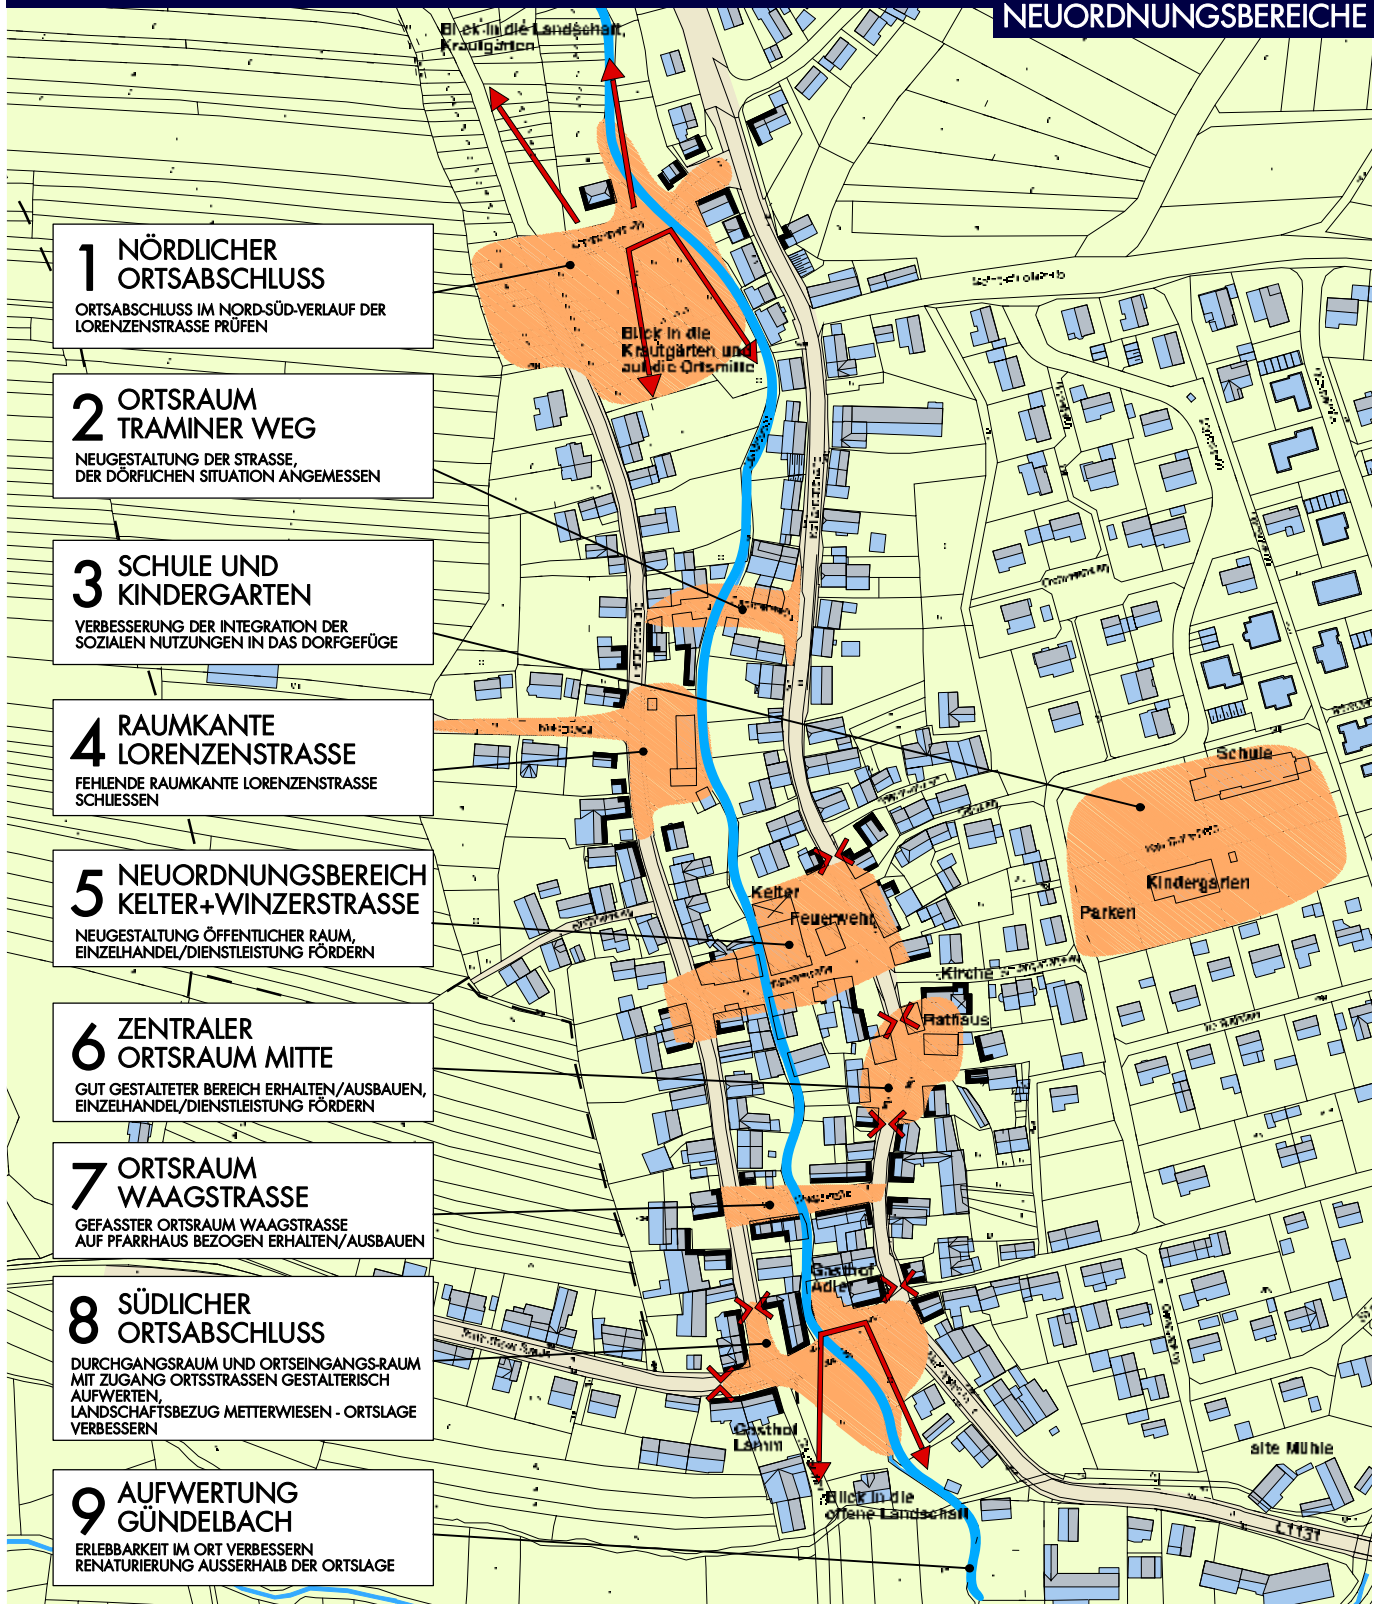 NEUORDNUNGSBEREICHE
Blick in die Landschaft,
Krautgärten
1 NÖRDLICHER
ORTSABSCHLUSS
ORTSABSCHLUSS IM NORD-SÜD-VERLAUF DER
LORENZENSTRASSE PRÜFEN
Blick in die
Krautgärten und
auf die Ortsmitte
2 ORTSRAUM
TRAMINER WEG
NEUGESTALTUNG DER STRASSE,
DER DÖRFLICHEN SITUATION ANGEMESSEN
3 SCHULE UND
KINDERGARTEN
VERBESSERUNG DER INTEGRATION DER
SOZIALEN NUTZUNGEN IN DAS DORFGEFÜGE
4 RAUMKANTE
LORENZENSTRASSE
FEHLENDE RAUMKANTE LORENZENSTRASSE
SCHLIESSEN
Schule
Kindergarten
Parken
5 NEUORDNUNGSBEREICH
KELTER+WINZERSTRASSE
NEUGESTALTUNG ÖFFENTLICHER RAUM,
EINZELHANDEL/DIENSTLEISTUNG FÖRDERN
Kelter
Feuerwehr
Kirche
Rathaus
6 ZENTRALER
ORTSRAUM MITTE
GUT GESTALTETER BEREICH ERHALTEN/AUSBAUEN,
EINZELHANDEL/DIENSTLEISTUNG FÖRDERN
7 ORTSRAUM
WAAGSTRASSE
GEFASSTER ORTSRAUM WAAGSTRASSE
AUF PFARRHAUS BEZOGEN ERHALTEN/AUSBAUEN
Gasthof
Adler
8 SÜDLICHER
ORTSABSCHLUSS
DURCHGANGSRAUM UND ORTSEINGANGS-RAUM
MIT ZUGANG ORTSSTRASSEN GESTALTERISCH
AUFWERTEN,
LANDSCHAFTSBEZUG METTERWIESEN - ORTSLAGE
VERBESSERN
Gasthof
Lamm
alte Mühle
Blick in die
offene Landschaft
L 1131
9 AUFWERTUNG
GÜNDELBACH
ERLEBBARKEIT IM ORT VERBESSERN
RENATURIERUNG AUSSERHALB DER ORTSLAGE